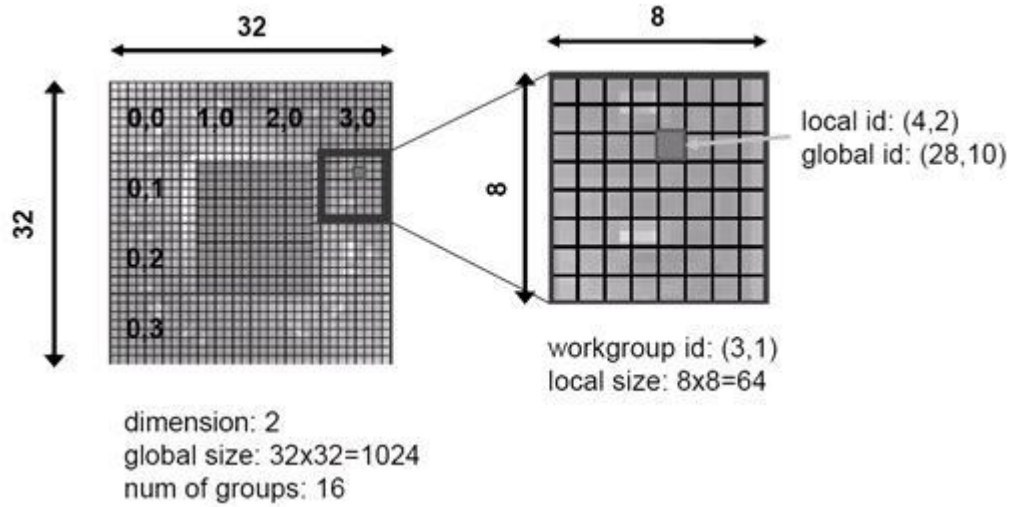 32
8
32
0,0 1,0 2,0 3,0
0,1
0,2
0,3
8
local id: (4,2)
global id: (28,10)
workgroup id: (3,1)
local size: 8x8=64
dimension: 2
global size: 32x32=1024
num of groups: 16